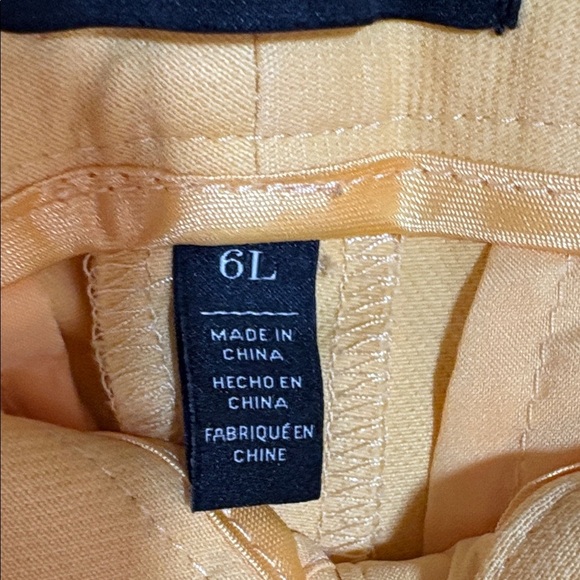 6L
MADE IN
CHINA
HECHO EN
CHINA
FABRIQUÉ EN
CHINE